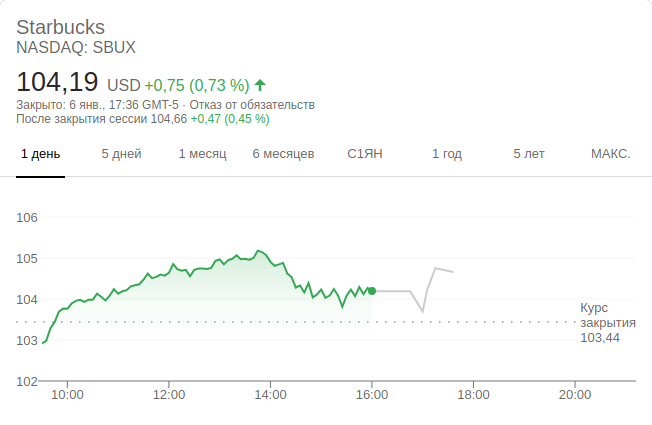 Starbucks
NASDAQ: SBUX
104,19 USD +0,75 (0,73 %)
Закрыто: 6 янв., 17:36 GMT-5 · Отказ от обязательств
После закрытия сессии 104,66 +0,47 (0,45 %)
1 день 5 дней 1 месяц 6 месяцев С1ЯН 1 год 5 лет МАКС.
106
105
104
Курс
закрытия
103,44
103
102
10:00 12:00 14:00 16:00 18:00 20:00